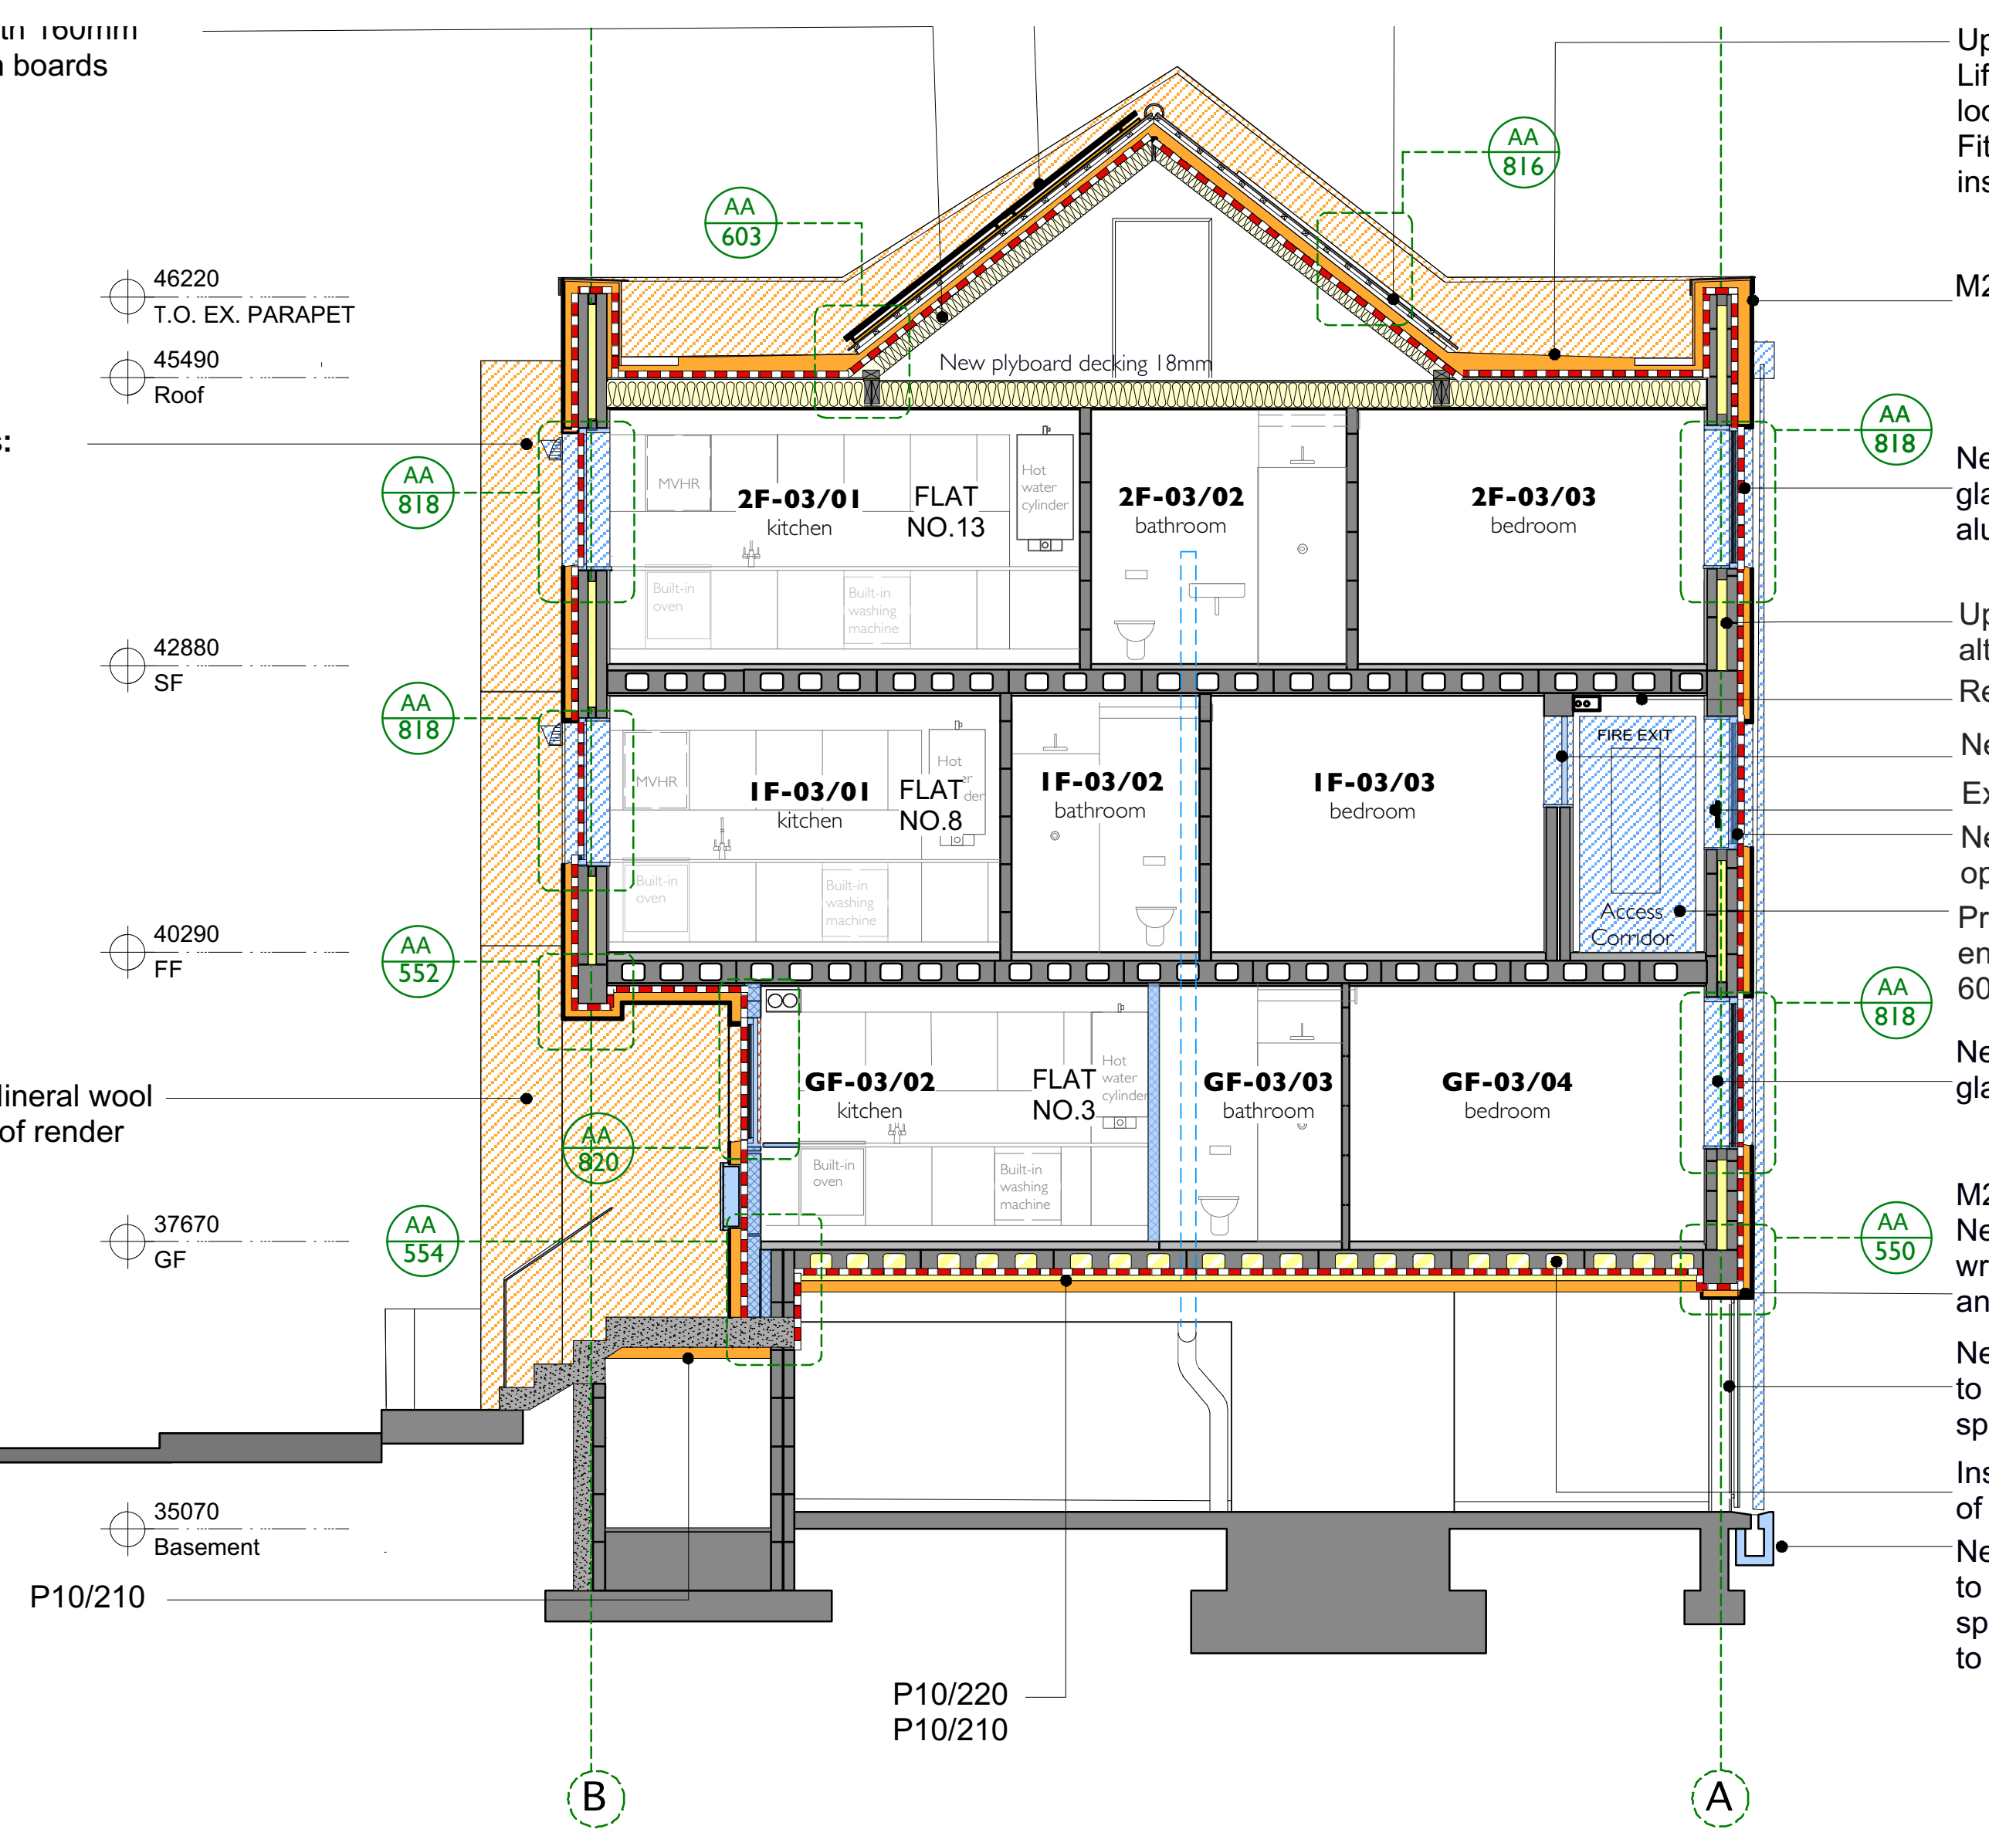 boards
AA
816
AA
603
46220
T.O. EX. PARAPET
45490
Roof
New plyboard decking 18mm
AA
818
AA
818
MVHR
2F-03/01
kitchen
FLAT
NO.13
Hot
water
cylinder
2F-03/02
bathroom
2F-03/03
bedroom
Built-in
oven
Built-in
washing
machine
42880
SF
AA
818
MVHR
1F-03/01
kitchen
FLAT
NO.8
Hot
1F-03/02
bathroom
1F-03/03
bedroom
FIRE EXIT
Access
Corridor
Built-in
oven
Built-in
washing
machine
40290
FF
AA
552
AA
818
GF-03/02
kitchen
FLAT
NO.3
Hot
water
cylinder
GF-03/03
bathroom
GF-03/04
bedroom
wool
of render
AA
820
Built-in
oven
Built-in
washing
machine
M2
37670
GF
AA
554
AA
550
to
of
35070
Basement
P10/210
to
to
P10/220
P10/210
B
A